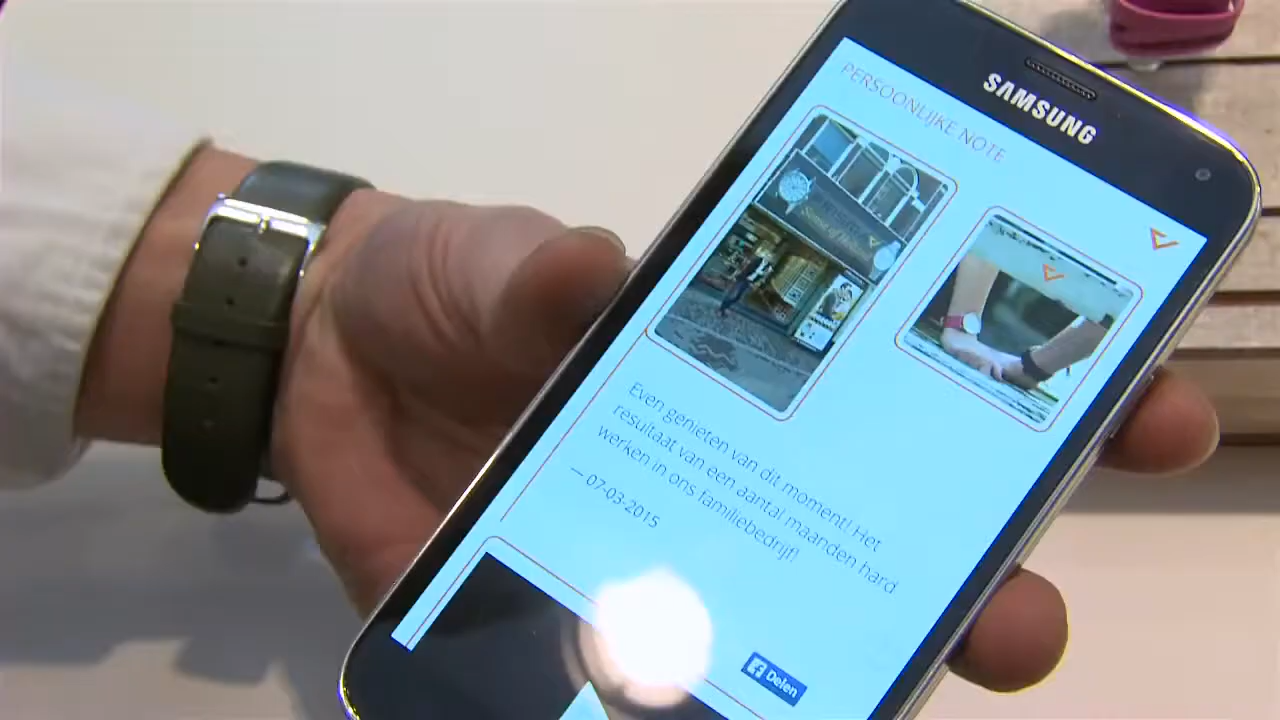 SAMSUNG
PERSOONLIJKE NOTE
Even genieten van dit moment! Het
resultaat van een aantal maanden hard
werken in ons familiebedrijf!
— 07-03-2015
Delen